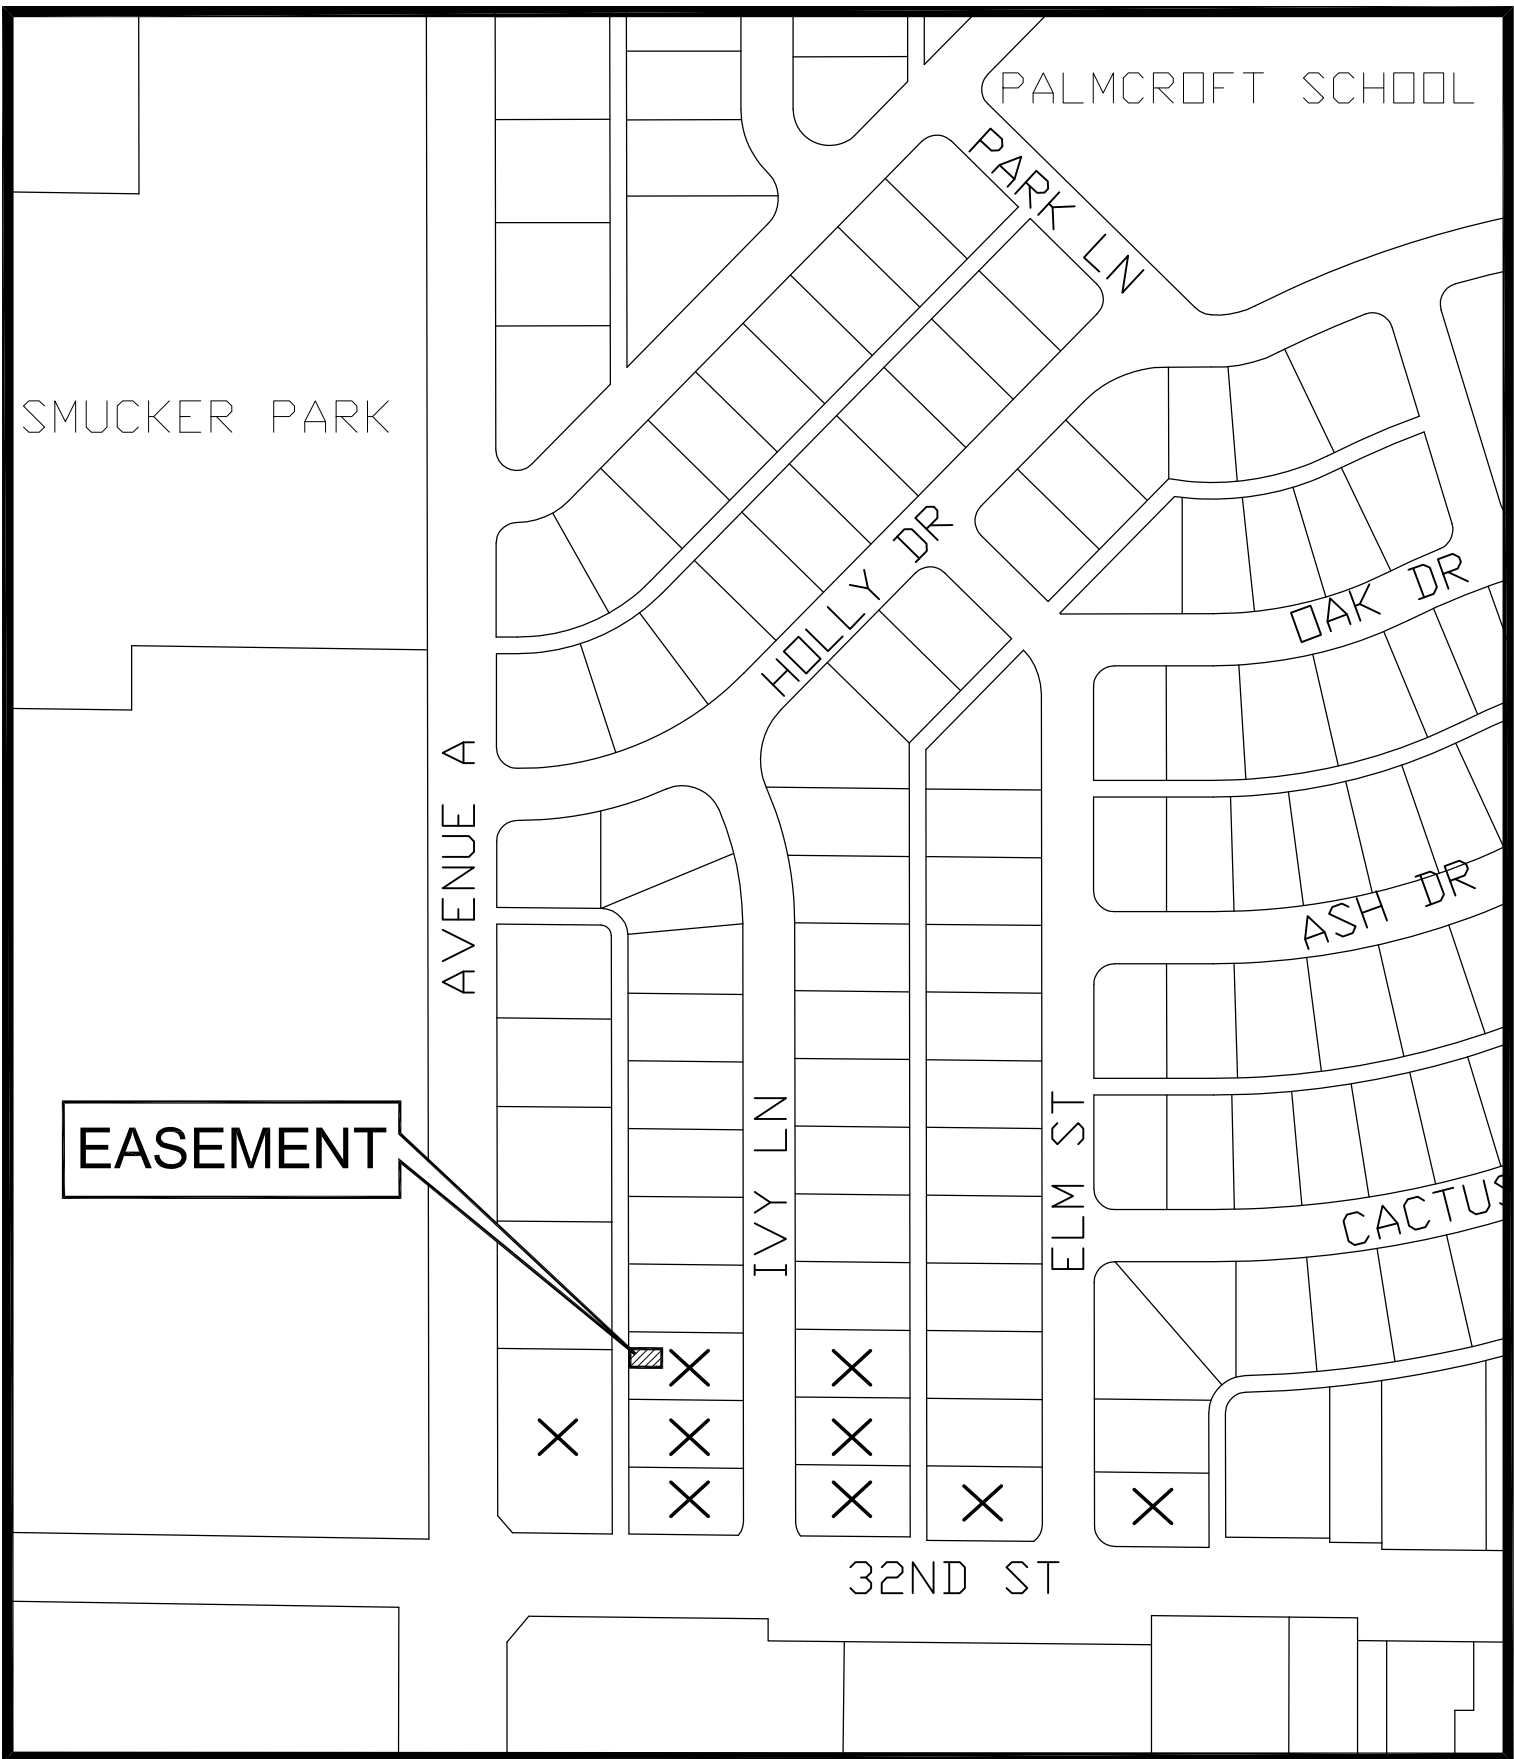 PALMCROFT SCHOOL
PARK LN
SMUCKER PARK
HOLLY DR
OAK DR
AVENUE A
ASH DR
EASEMENT
IVY LN
ELM ST
CACTUS
X
X
X
X
X
X
X
X
X
32ND ST